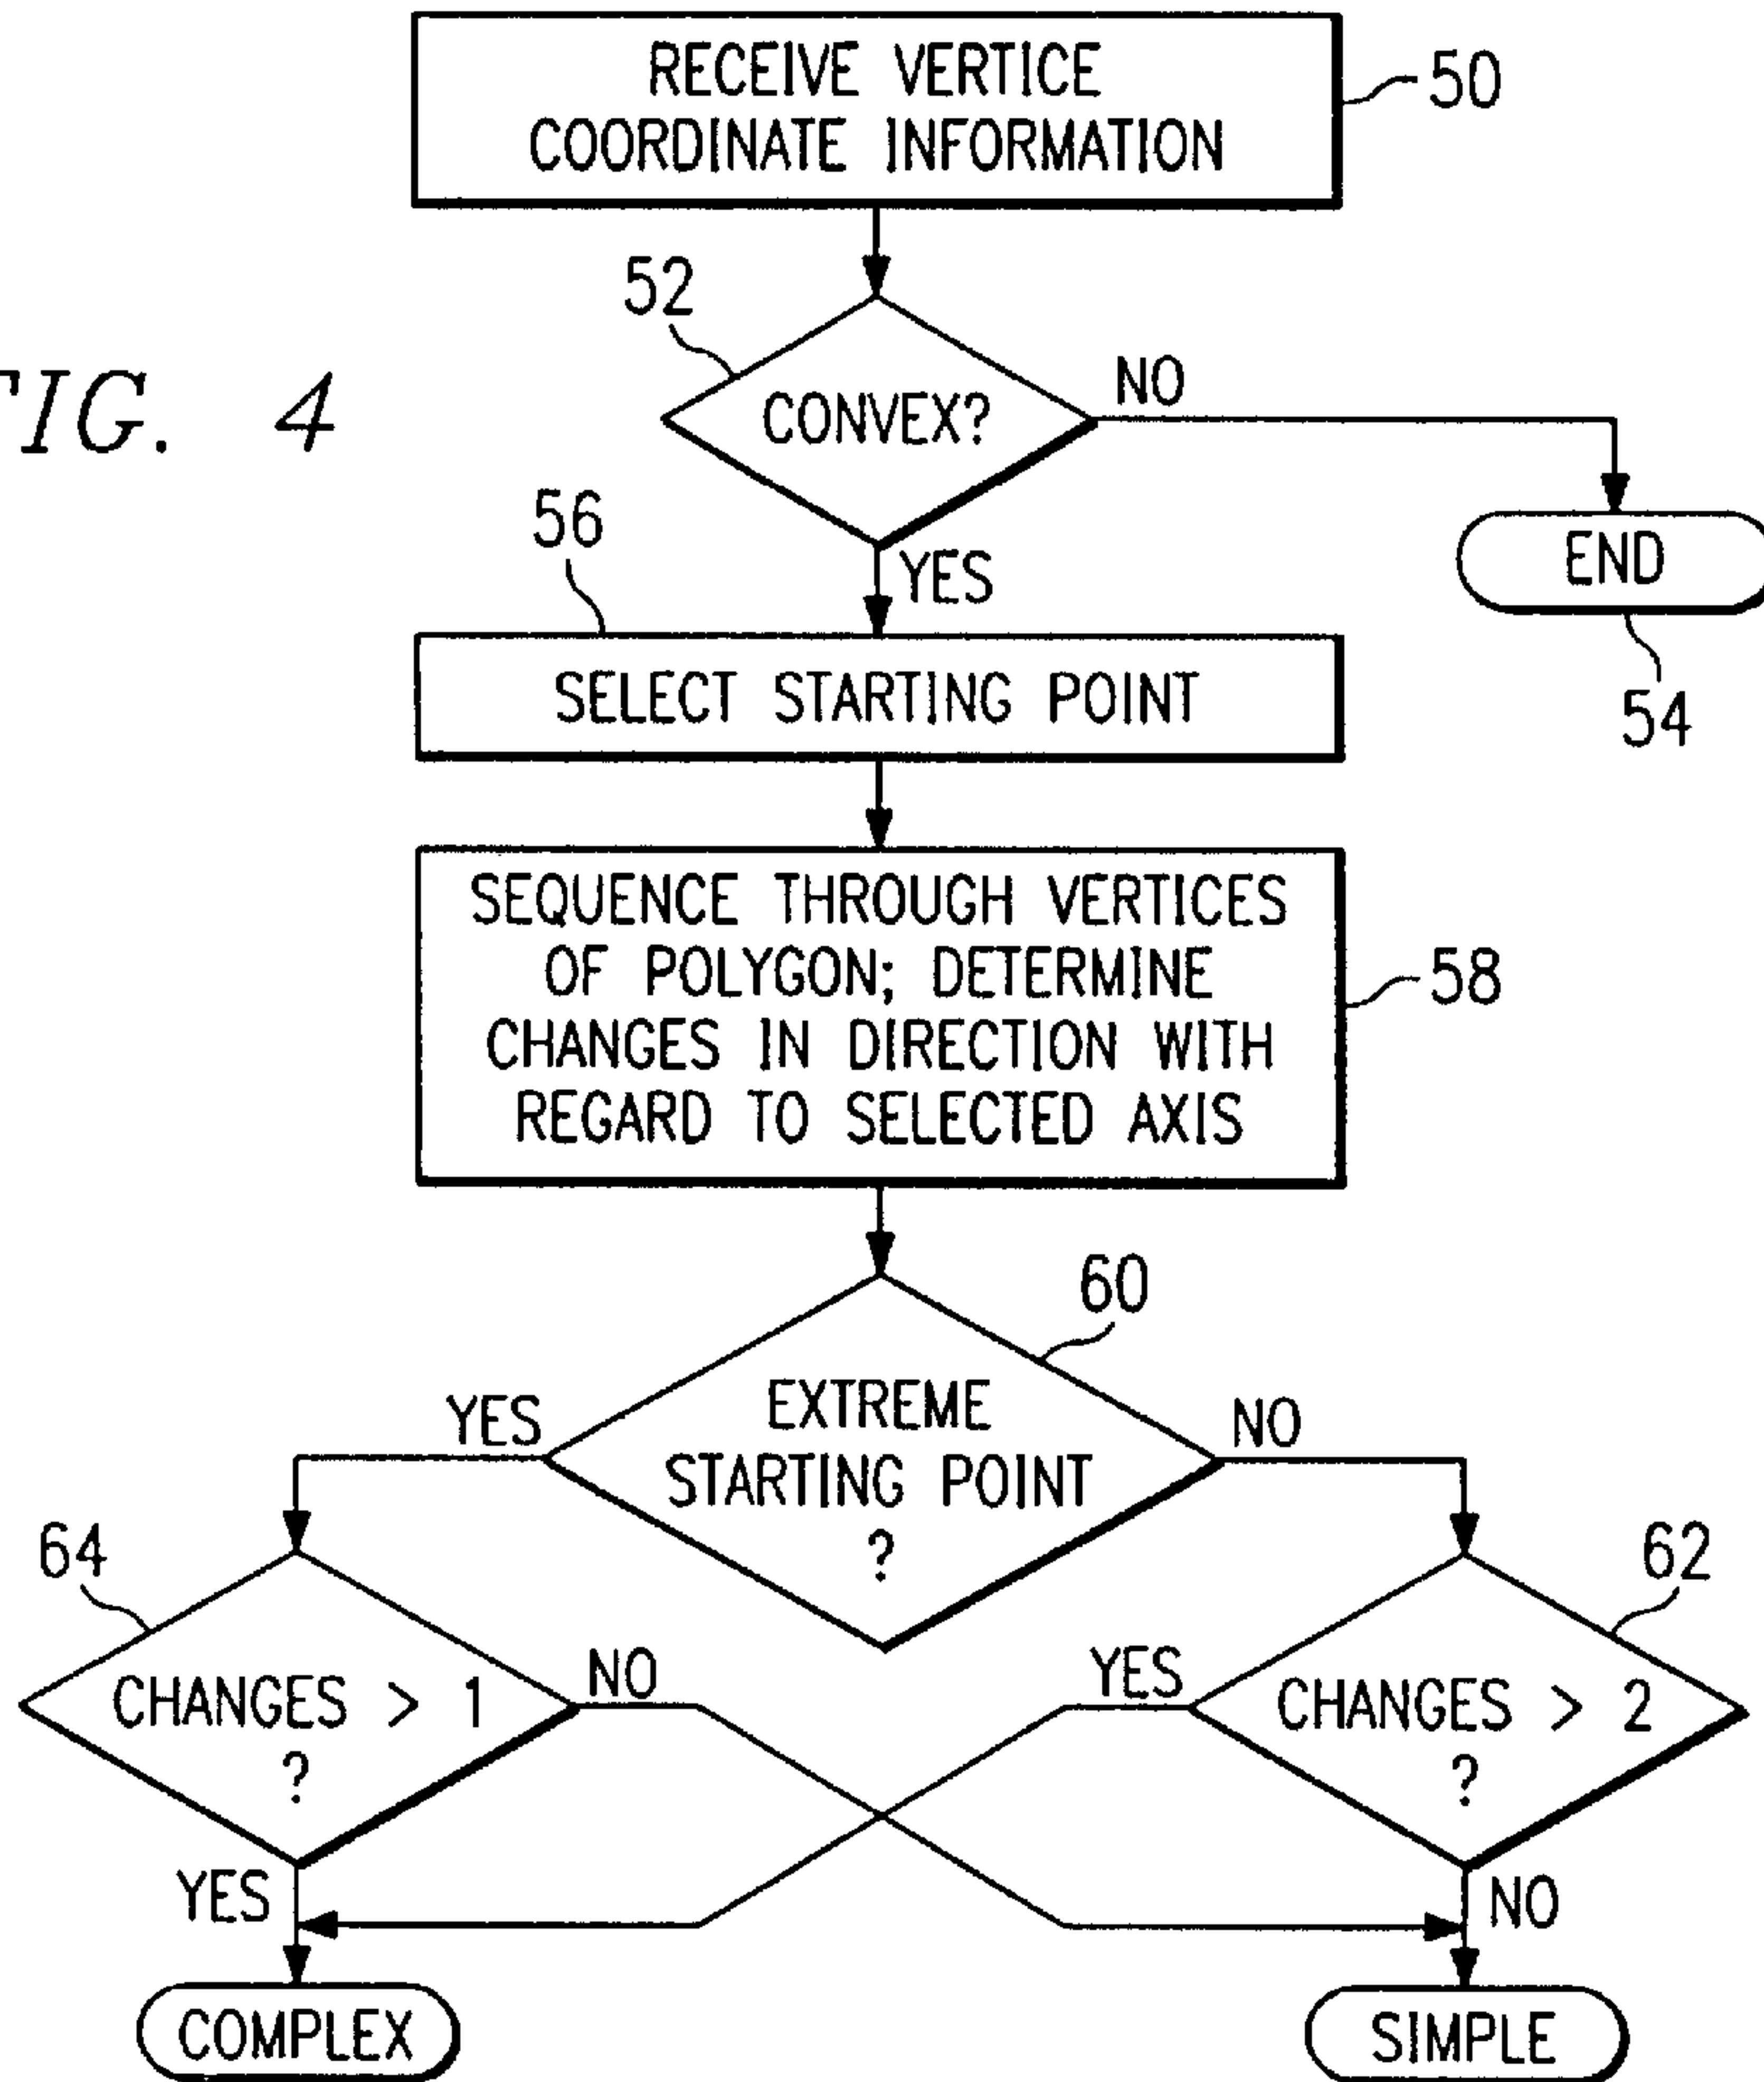 RECEIVE VERTICE
COORDINATE INFORMATION
50
52
FIG. 4
CONVEX?
NO
56
YES
END
SELECT STARTING POINT
54
SEQUENCE THROUGH VERTICES
OF POLYGON; DETERMINE
CHANGES IN DIRECTION WITH
REGARD TO SELECTED AXIS
58
60
YES
EXTREME
STARTING POINT
?
NO
64
62
CHANGES > 1
?
NO
YES
CHANGES > 2
?
YES
NO
COMPLEX
SIMPLE